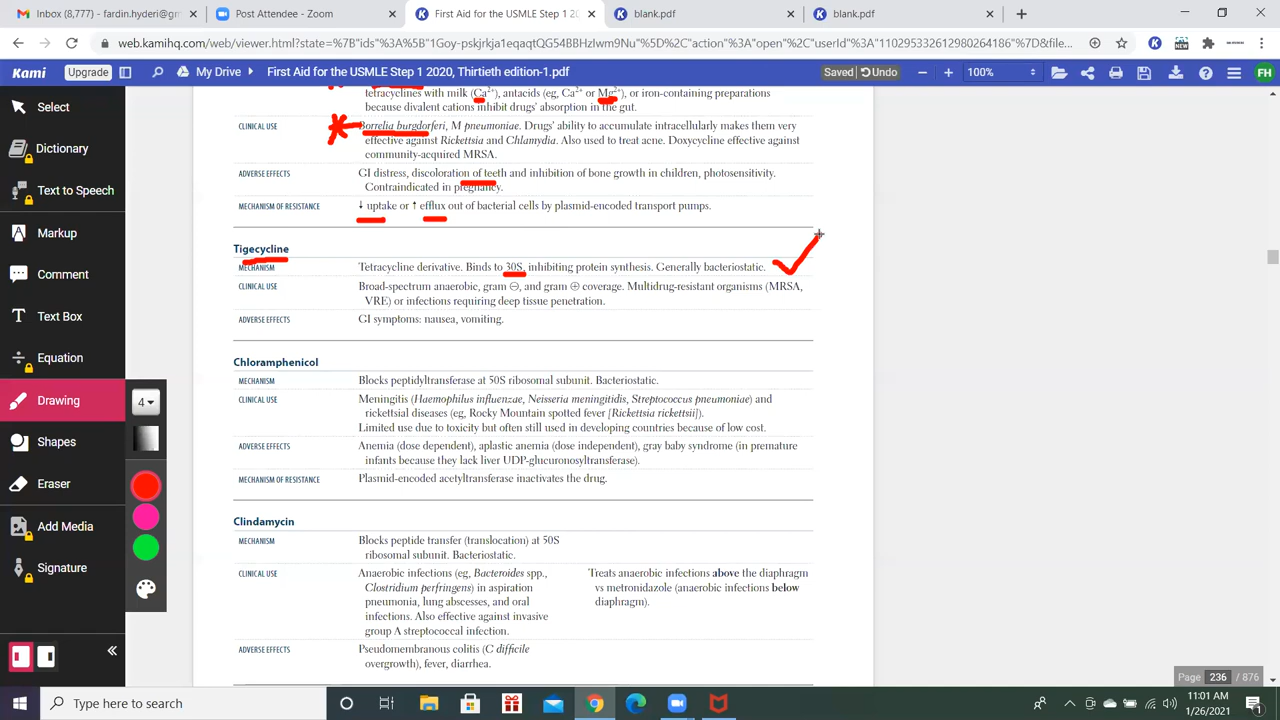 Inbox (8,777) - fardin.hyderi@gm
Post Attendee - Zoom
First Aid for the USMLE Step 1 20
blank.pdf
blank.pdf
web.kamihq.com/web/viewer.html?state=%7B"ids"%3A%5B"1Goy-pskjrkja1eqaqtQG54BBHzlwm9Nu"%5D%2C"action"%3A"open"%2C"userId"%3A"110295332612980264186"%7D&file...
Kami
Upgrade
My Drive
First Aid for the USMLE Step 1 2020, Thirteenth edition-1.pdf
Saved
Undo
100%
FH
Select
Dictionary
Text to Speech
Markup
Comment
Text Box
Equation
Drawing
4
Shapes
Eraser
Add Media
Signature
tetracyclines with milk (Ca2+), antacids (eg, Ca2+ or Mg2+), or iron-containing preparations
because divalent cations inhibit drugs' absorption in the gut.
CLINICAL USE
Borrelia burgdorferi, M pneumoniae. Drugs' ability to accumulate intracellularly makes them very
effective against Rickettsia and Chlamydia. Also used to treat acne. Doxycycline effective against
community-acquired MRSA.
ADVERSE EFFECTS
GI distress, discoloration of teeth and inhibition of bone growth in children, photosensitivity.
Contraindicated in pregnancy.
MECHANISM OF RESISTANCE
↓ uptake or ↑ efflux out of bacterial cells by plasmid-encoded transport pumps.
Tigecycline
MECHANISM
Tetracycline derivative. Binds to 30S, inhibiting protein synthesis. Generally bacteriostatic.
CLINICAL USE
Broad-spectrum anaerobic, gram ⊖, and gram ⊕ coverage. Multidrug-resistant organisms (MRSA,
VRE) or infections requiring deep tissue penetration.
ADVERSE EFFECTS
GI symptoms: nausea, vomiting.
Chloramphenicol
MECHANISM
Blocks peptidyltransferase at 50S ribosomal subunit. Bacteriostatic.
CLINICAL USE
Meningitis (Haemophilus influenzae, Neisseria meningitidis, Streptococcus pneumoniae) and
rickettsial diseases (eg, Rocky Mountain spotted fever [Rickettsia rickettsii]).
Limited use due to toxicity but often still used in developing countries because of low cost.
ADVERSE EFFECTS
Anemia (dose dependent), aplastic anemia (dose independent), gray baby syndrome (in premature
infants because they lack liver UDP-glucuronosyltransferase).
MECHANISM OF RESISTANCE
Plasmid-encoded acetyltransferase inactivates the drug.
Clindamycin
MECHANISM
Blocks peptide transfer (translocation) at 50S
ribosomal subunit. Bacteriostatic.
CLINICAL USE
Anaerobic infections (eg, Bacteroides spp.,
Clostridium perfringens) in aspiration
pneumonia, lung abscesses, and oral
infections. Also effective against invasive
group A streptococcal infection.
Treats anaerobic infections above the diaphragm
vs metronidazole (anaerobic infections below
diaphragm).
ADVERSE EFFECTS
Pseudomembranous colitis (C difficile
overgrowth), fever, diarrhea.
Page 236 / 876
Type here to search
11:01 AM
1/26/2021